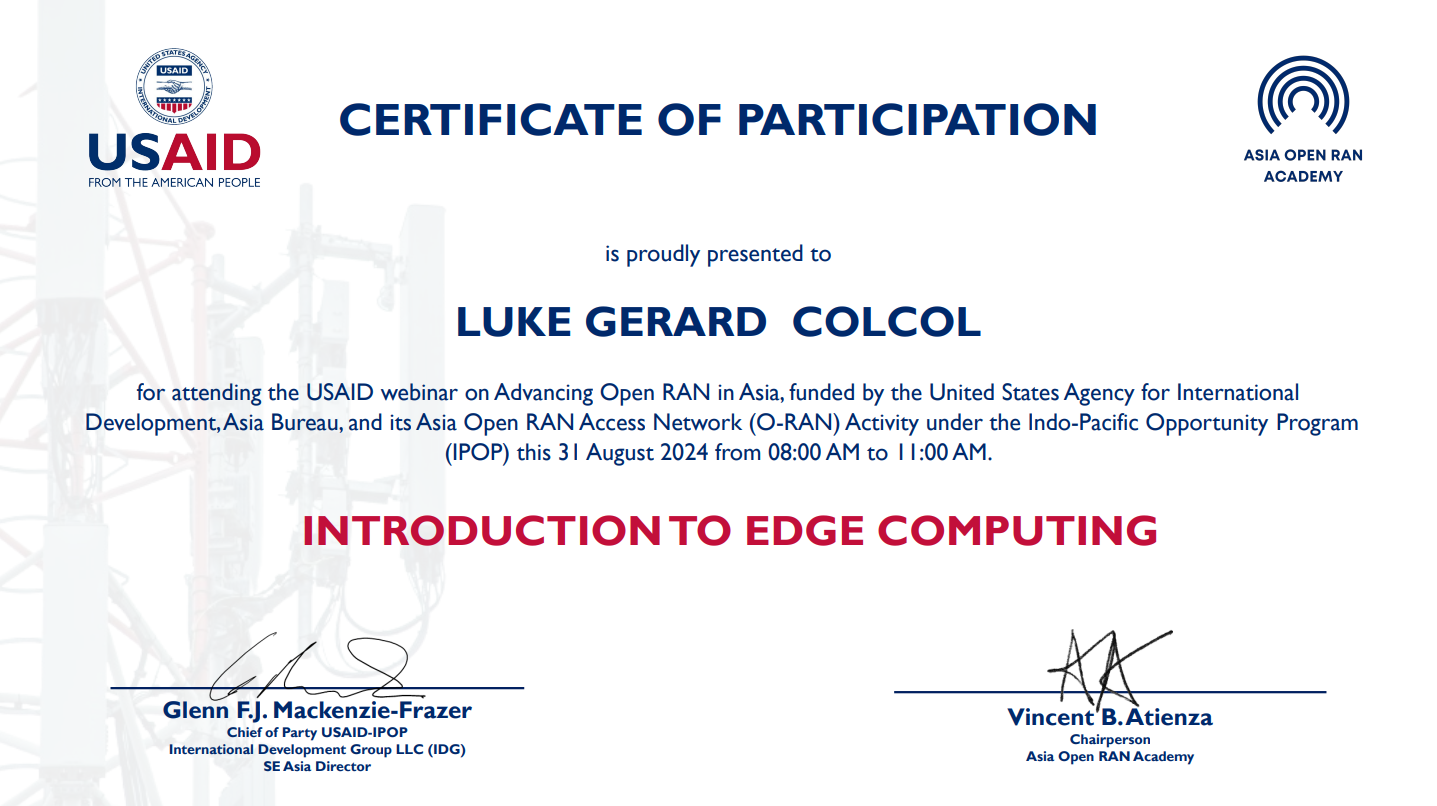 UNITED STATES AGENCY
USAID
INTERNATIONAL DEVELOPMENT
USAID
FROM THE AMERICAN PEOPLE
CERTIFICATE OF PARTICIPATION
ASIA OPEN RAN
ACADEMY
is proudly presented to
LUKE GERARD COLCOL
for attending the USAID webinar on Advancing Open RAN in Asia, funded by the United States Agency for International
Development, Asia Bureau, and its Asia Open RAN Access Network (O-RAN) Activity under the Indo-Pacific Opportunity Program
(IPOP) this 31 August 2024 from 08:00 AM to 11:00 AM.
INTRODUCTION TO EDGE COMPUTING
Glenn F.J. Mackenzie-Frazer
Chief of Party USAID-IPOP
International Development Group LLC (IDG)
SE Asia Director
Vincent B. Atienza
Chairperson
Asia Open RAN Academy